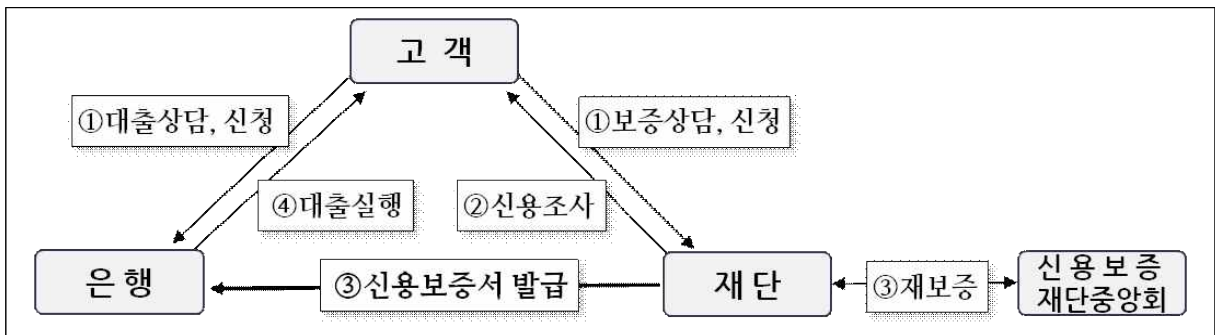 고 객
①대출상담, 신청
①보증상담, 신청
④대출실행
②신용조사
은 행
③신용보증서 발급
재 단
③재보증
신 용 보 증
재단중앙회